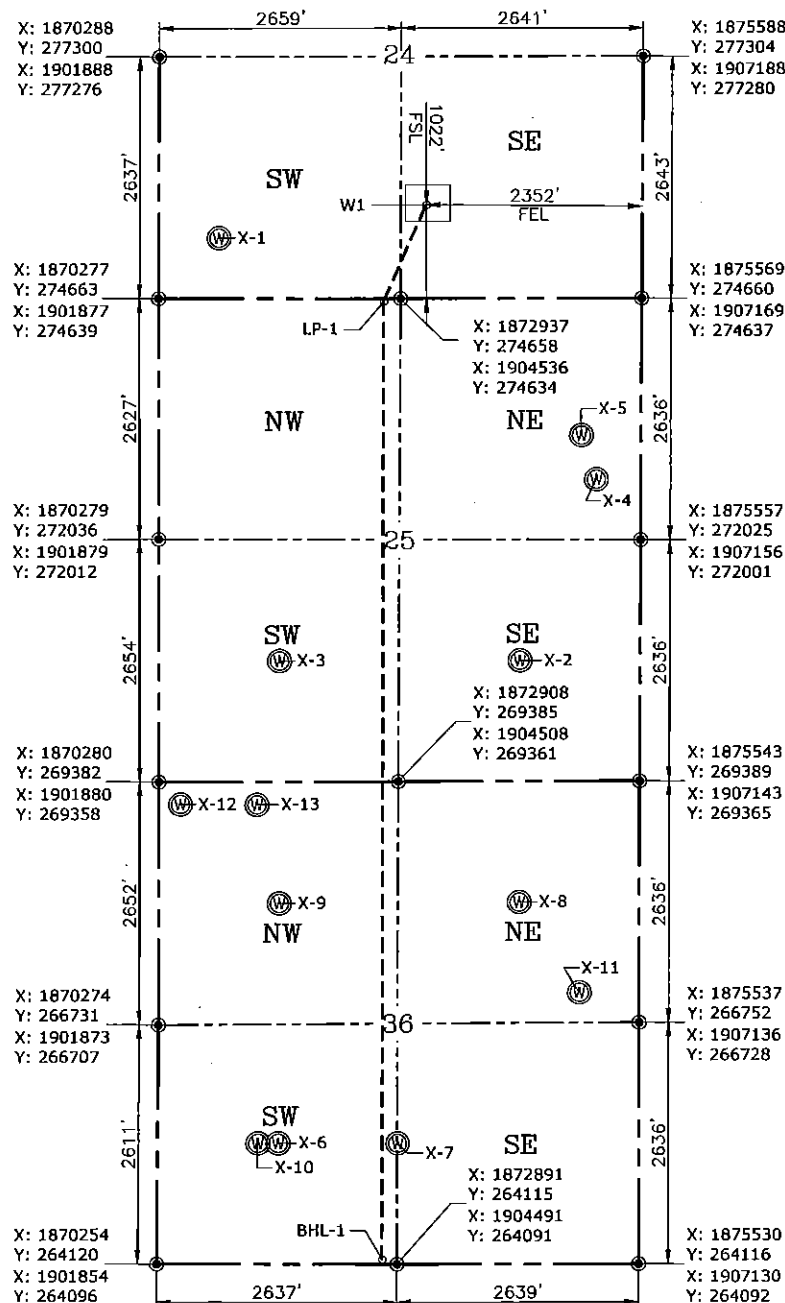 2659'
2641'
X: 1870288
Y: 277300
X: 1901888
Y: 277276
24
X: 1875588
Y: 277304
X: 1907188
Y: 277280
1022'
FSL
SE
SW
2637'
2643'
W1
2352'
FEL
X-1
X: 1870277
Y: 274663
X: 1901877
Y: 274639
LP-1
X: 1872937
Y: 274658
X: 1904536
Y: 274634
X: 1875569
Y: 274660
X: 1907169
Y: 274637
2627'
NW
NE
X-5
2636'
X-4
X: 1870279
Y: 272036
X: 1901879
Y: 272012
25
X: 1875557
Y: 272025
X: 1907156
Y: 272001
2654'
SW
SE
2636'
W X-3
W X-2
X: 1872908
Y: 269385
X: 1904508
Y: 269361
X: 1870280
Y: 269382
X: 1901880
Y: 269358
X: 1875543
Y: 269389
X: 1907143
Y: 269365
W X-12
W X-13
2652'
W X-9
W X-8
2636'
NW
NE
X-11
X: 1870274
Y: 266731
X: 1901873
Y: 266707
36
X: 1875537
Y: 266752
X: 1907136
Y: 266728
2611'
SW
SE
2636'
W W X-6
X-10
W X-7
X: 1872891
Y: 264115
X: 1904491
Y: 264091
BHL-1
X: 1870254
Y: 264120
X: 1901854
Y: 264096
X: 1875530
Y: 264116
X: 1907130
Y: 264092
2637'
2639'